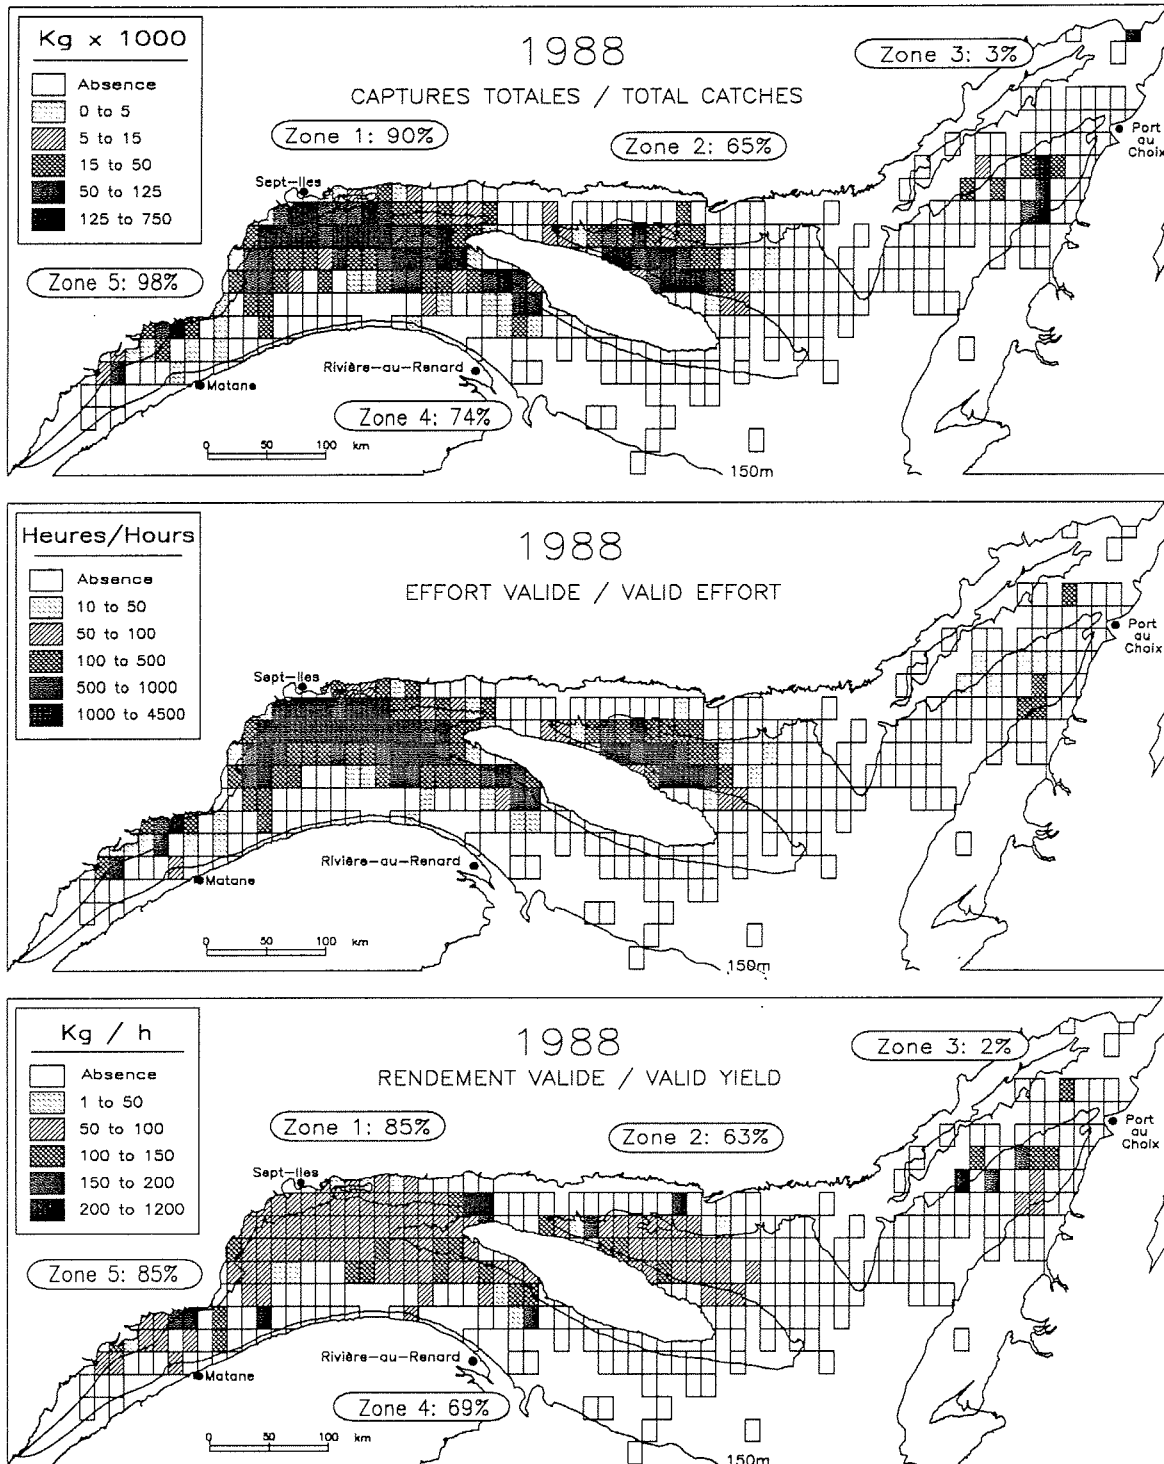 Kg x 1000
Absence
0 to 5
5 to 15
15 to 50
50 to 125
125 to 750
1988
CAPTURES TOTALES / TOTAL CATCHES
Zone 3: 3%
Zone 1: 90%
Zone 2: 65%
Port
au
Choix
Sept-Iles
Zone 5: 98%
Rivière-au-Renard
Matane
Zone 4: 74%
0 50 100 km
150m
Heures/Hours
Absence
10 to 50
50 to 100
100 to 500
500 to 1000
1000 to 4500
1988
EFFORT VALIDE / VALID EFFORT
Port
au
Choix
Sept-Iles
Rivière-au-Renard
Matane
0 50 100 km
150m
Kg / h
Absence
1 to 50
50 to 100
100 to 150
150 to 200
200 to 1200
1988
RENDEMENT VALIDE / VALID YIELD
Zone 3: 2%
Zone 1: 85%
Zone 2: 63%
Port
au
Choix
Sept-Iles
Zone 5: 85%
Rivière-au-Renard
Matane
Zone 4: 69%
0 50 100 km
150m